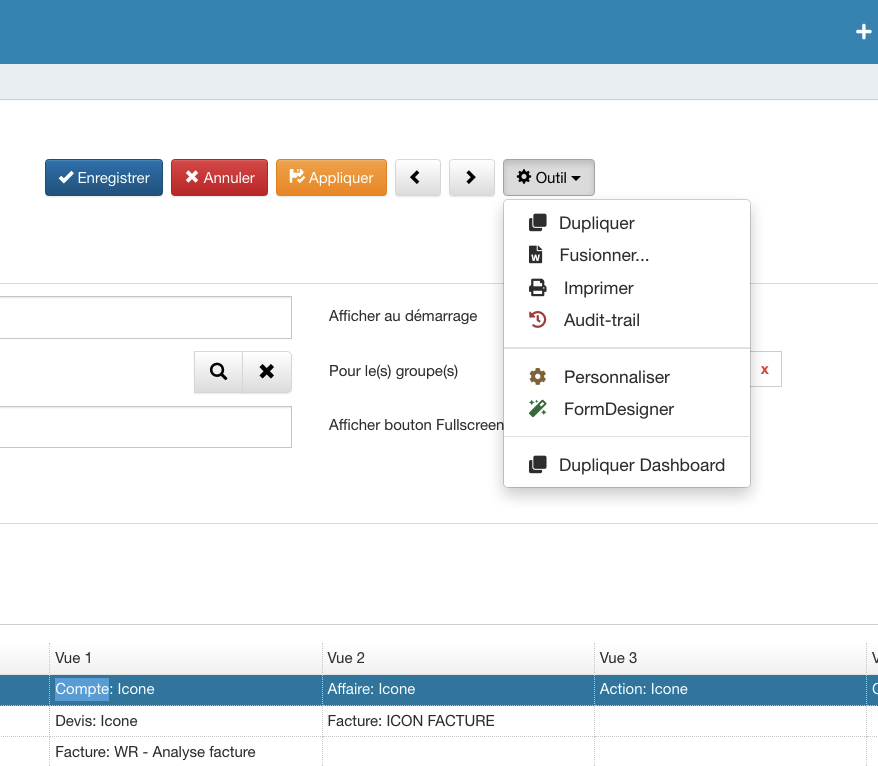 Enregistrer Annuler Appliquer Outil
Dupliquer
Fusionner...
Imprimer
Audit-trail
Personnaliser
FormDesigner
Dupliquer Dashboard
Afficher au démarrage
Pour le(s) groupe(s) x
Afficher bouton Fullscreen
Vue 1 Vue 2 Vue 3
Compte: Icone Affaire: Icone Action: Icone
Devis: Icone Facture: ICON FACTURE
Facture: WR - Analyse facture